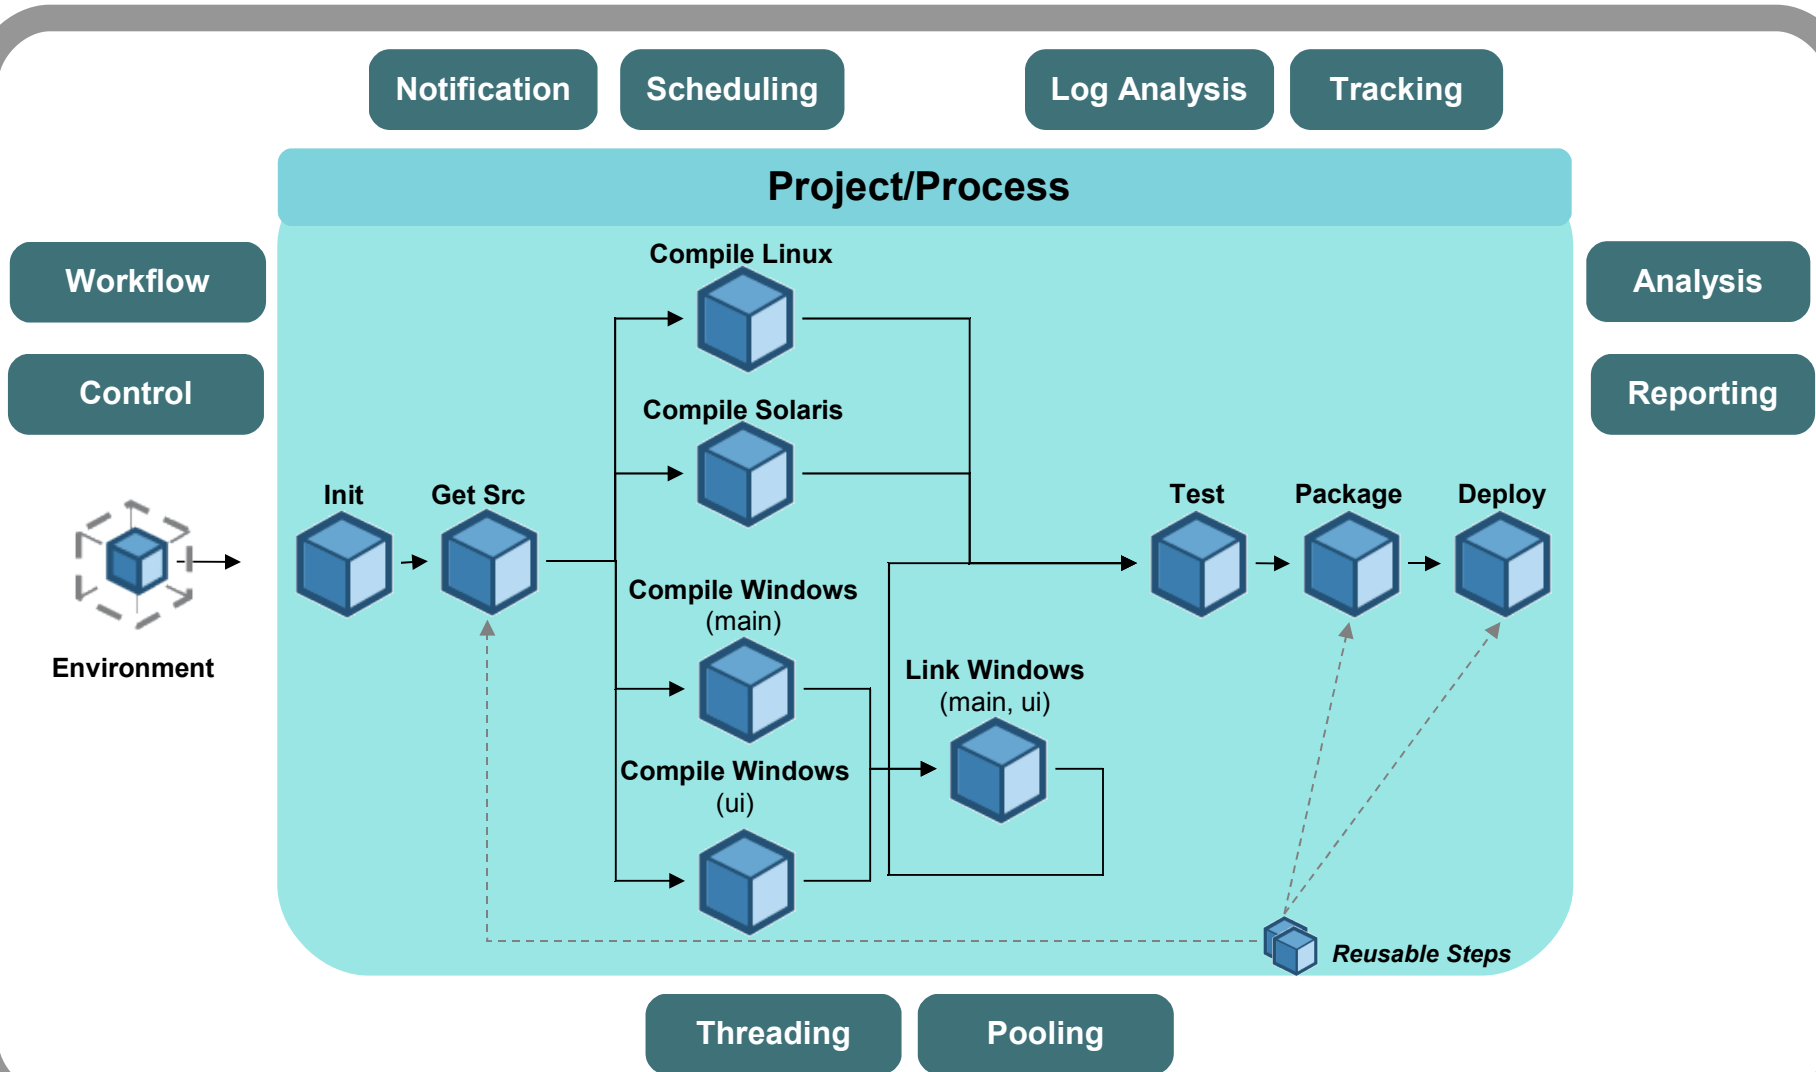 Notification
Scheduling
Log Analysis
Tracking
Project/Process
Workflow
Control
Analysis
Reporting
Compile Linux
Compile Solaris
Init
Get Src
Test
Package
Deploy
Environment
Compile Windows
(main)
Link Windows
(main, ui)
Compile Windows
(ui)
Reusable Steps
Threading
Pooling